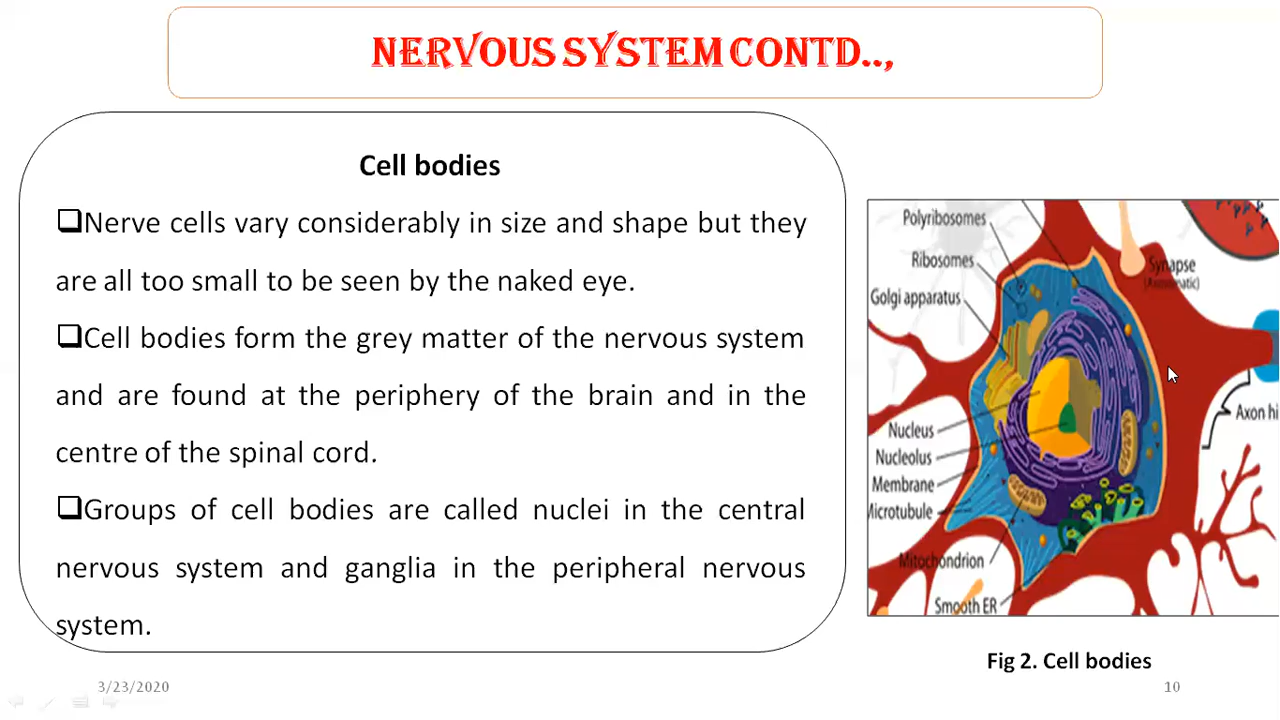 NERVOUS SYSTEM CONTD..,
Cell bodies
❑Nerve cells vary considerably in size and shape but they
are all too small to be seen by the naked eye.
❑Cell bodies form the grey matter of the nervous system
and are found at the periphery of the brain and in the
centre of the spinal cord.
❑Groups of cell bodies are called nuclei in the central
nervous system and ganglia in the peripheral nervous
system.
Polyribosomes
Ribosomes
Golgi apparatus
Synapse
Axon hi
Nucleus
Nucleolus
Membrane
Microtubule
Mitochondrion
Smooth ER
Fig 2. Cell bodies
3/23/2020
10